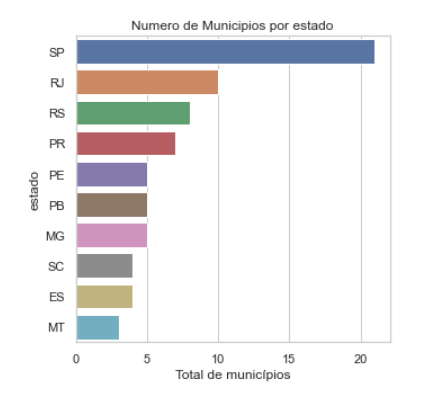 Numero de Municipios por estado
SP
RJ
RS
PR
PE
PB
MG
SC
ES
MT
estado
0 5 10 15 20
Total de municípios